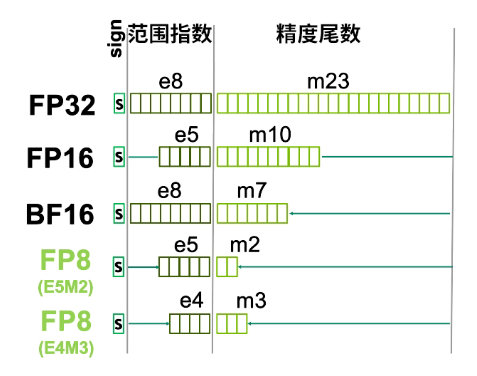 sign 范围指数 精度尾数
e8 m23
FP32 s
e5 m10
FP16 s
e8 m7
BF16 s
e5 m2
FP8 s
(E5M2)
e4 m3
FP8 s
(E4M3)